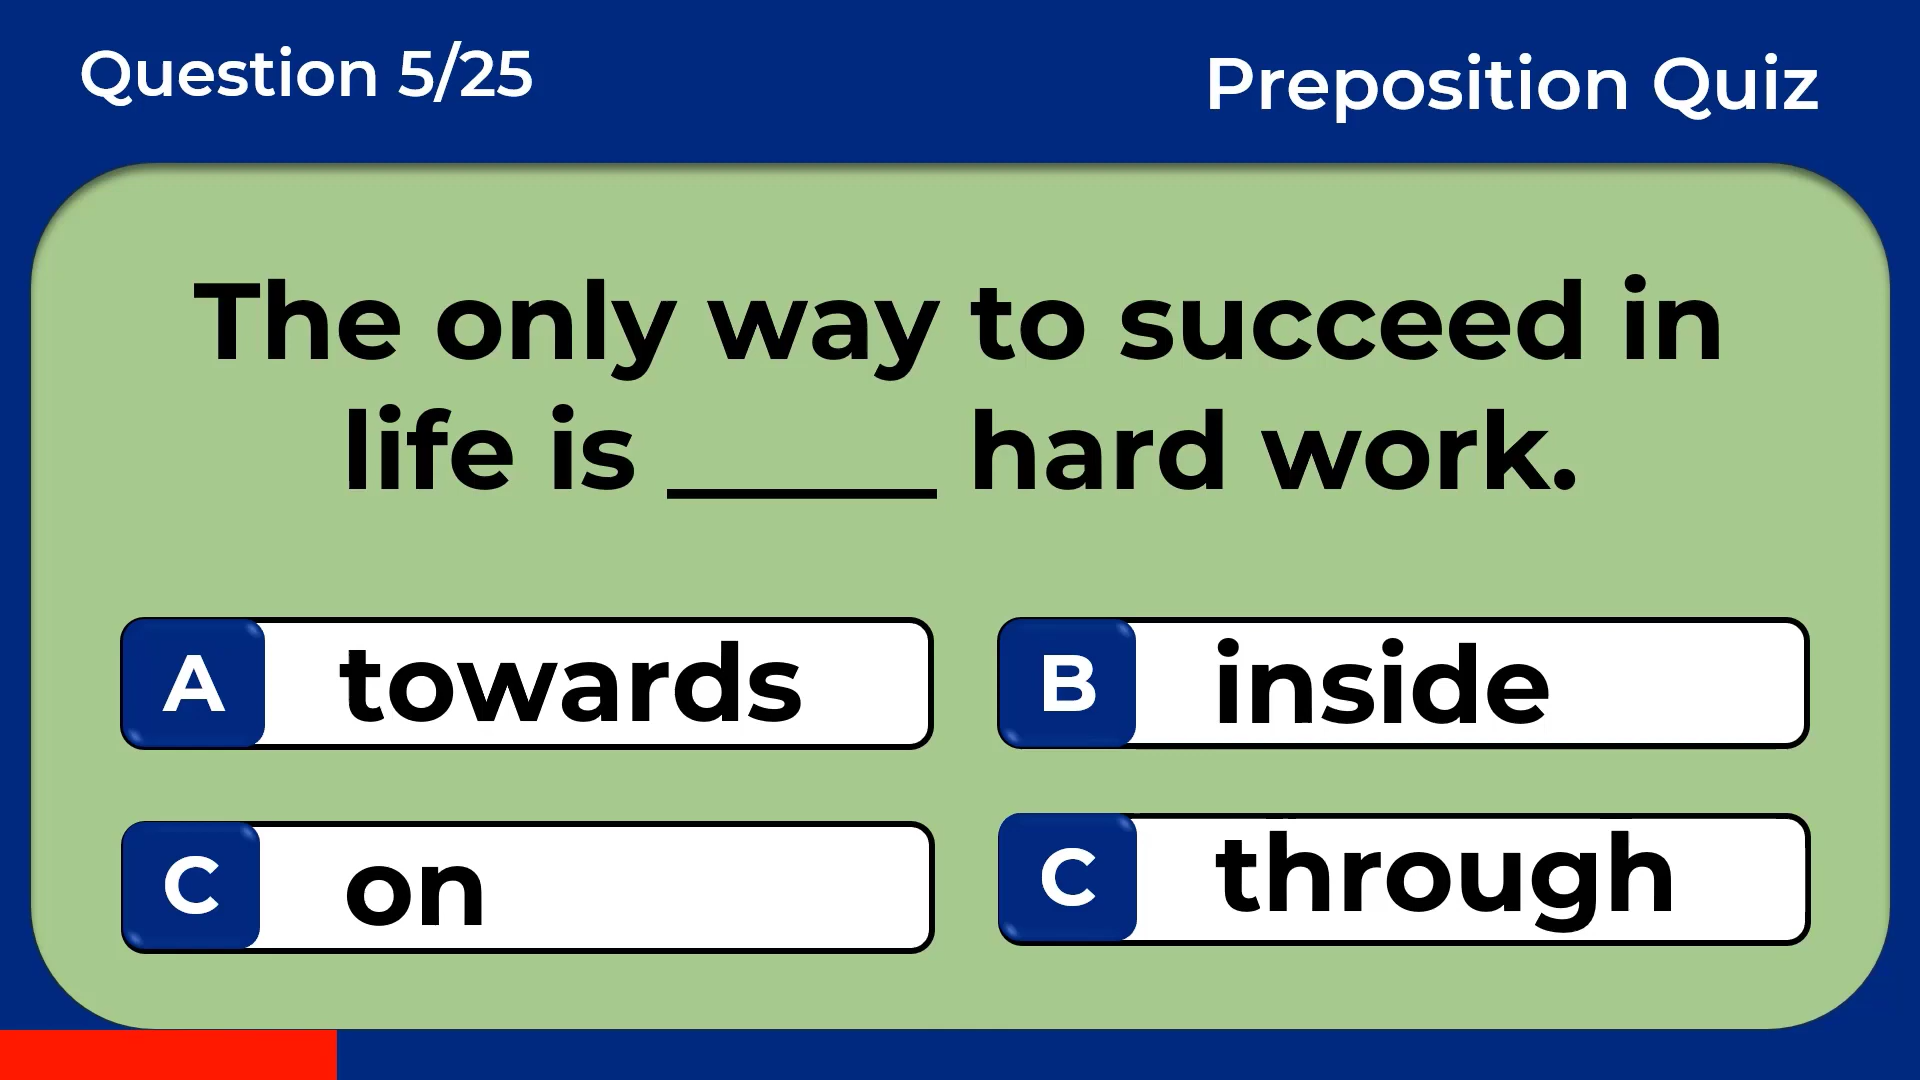 Question 5/25
Preposition Quiz
The only way to succeed in
life is _____ hard work.
A towards
B inside
C on
C through